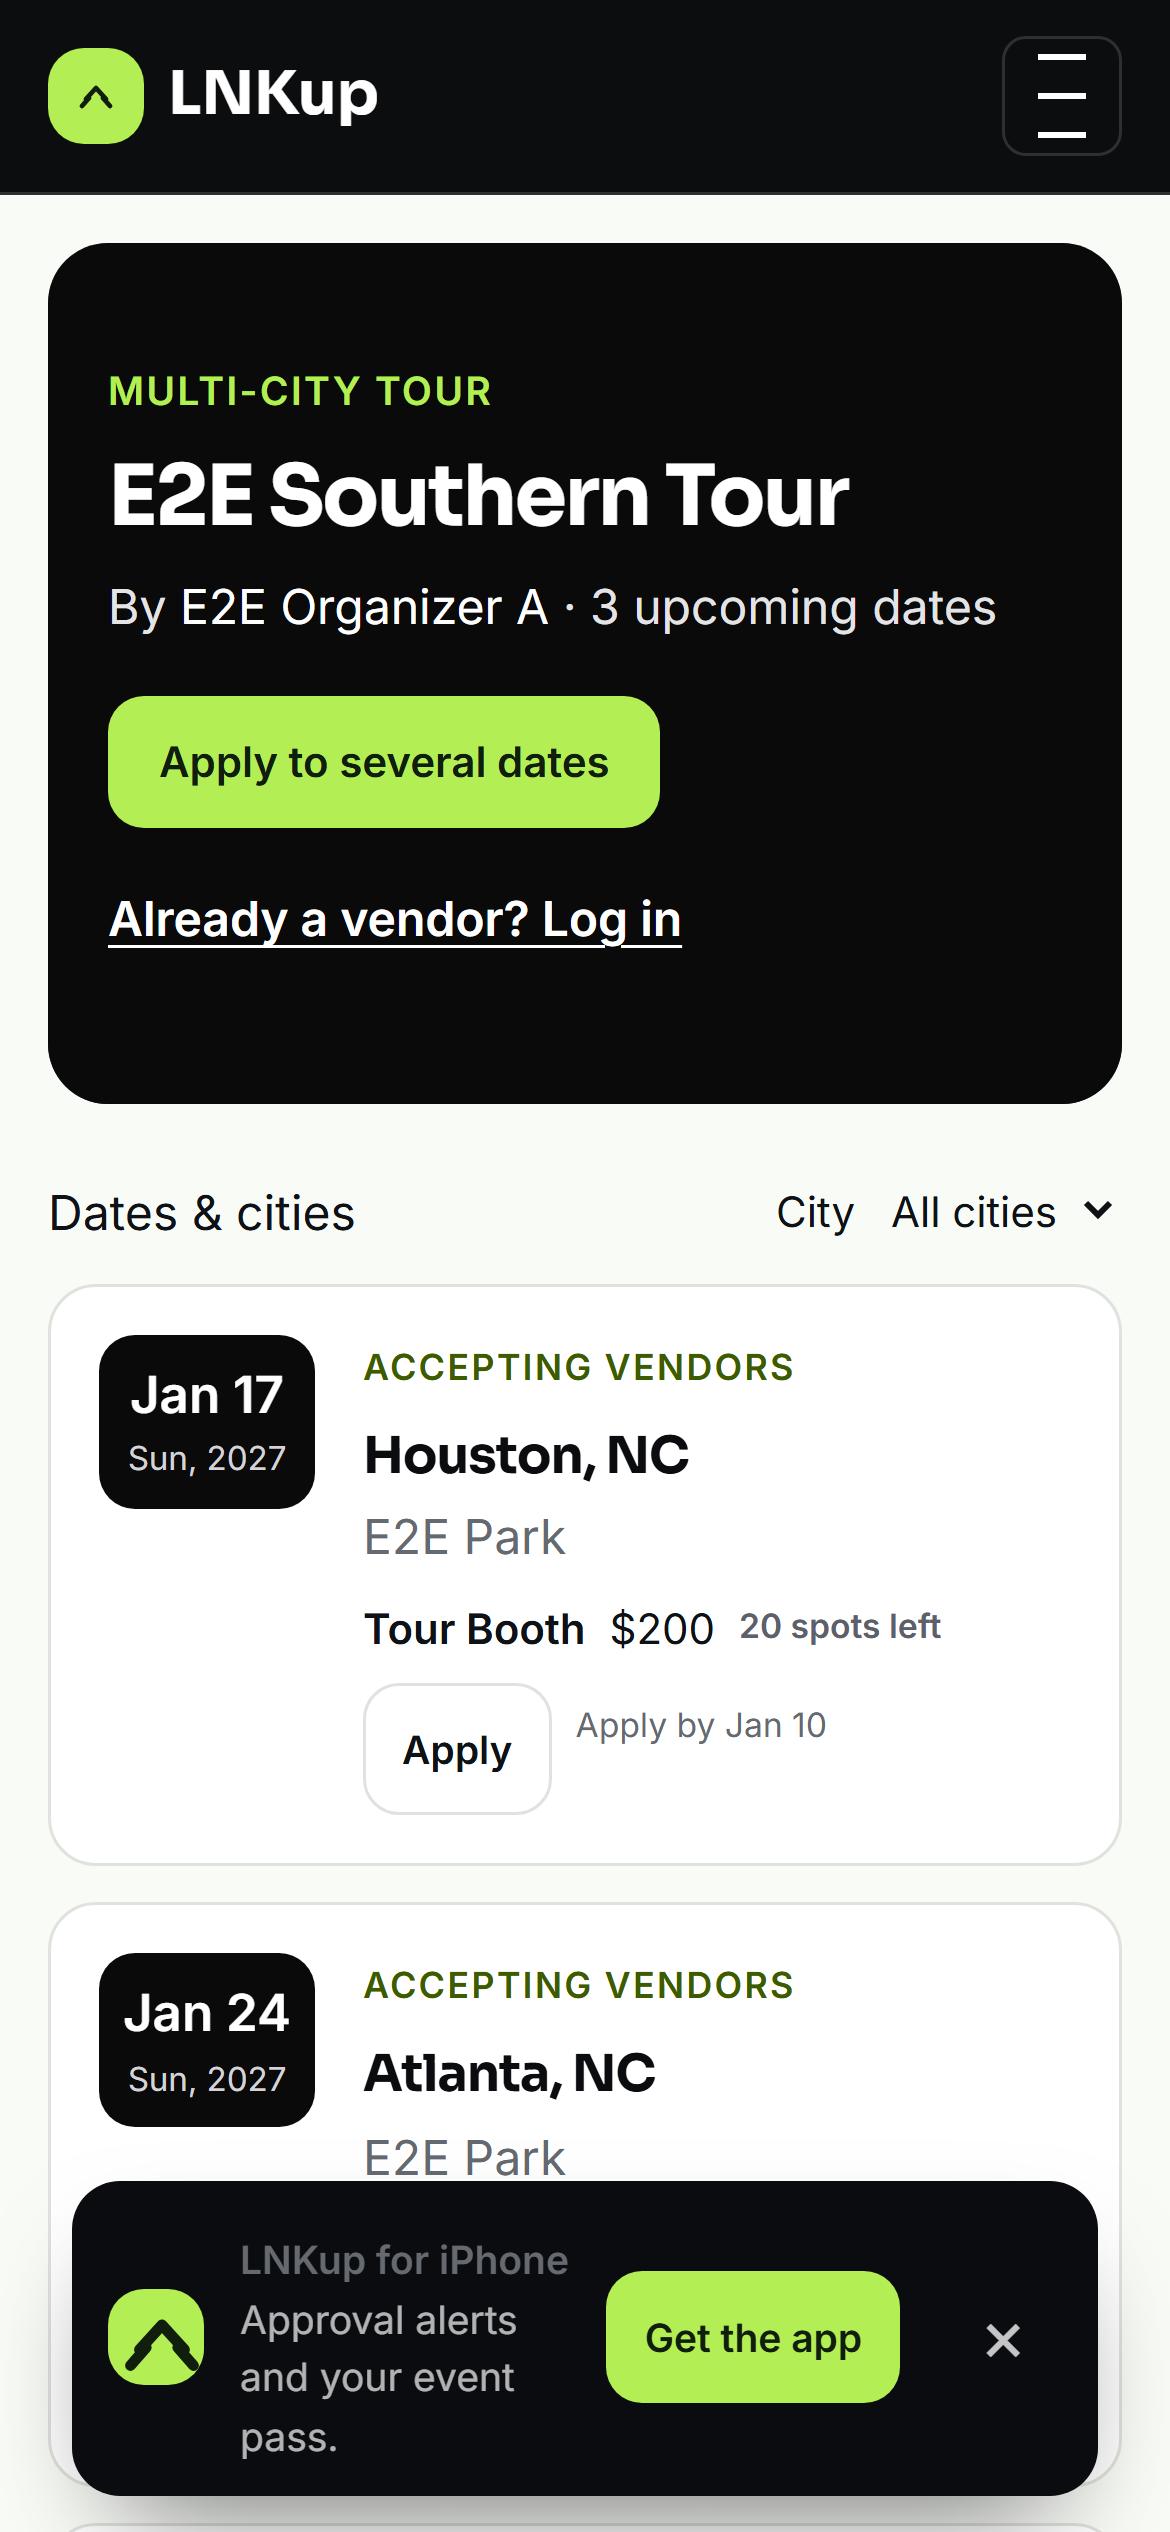 LNKup
MULTI-CITY TOUR
E2E Southern Tour
By E2E Organizer A · 3 upcoming dates
Apply to several dates
Already a vendor? Log in
Dates & cities
City All cities
Jan 17
Sun, 2027
ACCEPTING VENDORS
Houston, NC
E2E Park
Tour Booth $200 20 spots left
Apply
Apply by Jan 10
Jan 24
Sun, 2027
ACCEPTING VENDORS
Atlanta, NC
E2E Park
LNKup for iPhone
Approval alerts
and your event
pass.
Get the app